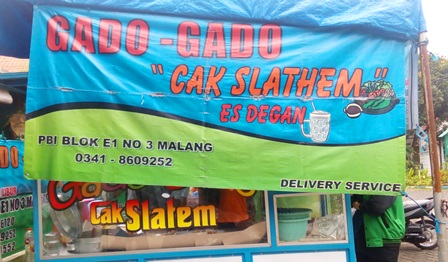 GADO - GADO
" CAK SLATHEM "
ES DEGAN
PBI BLOK E1 NO 3 MALANG
0341 - 8609252
DELIVERY SERVICE
Cak Slatem